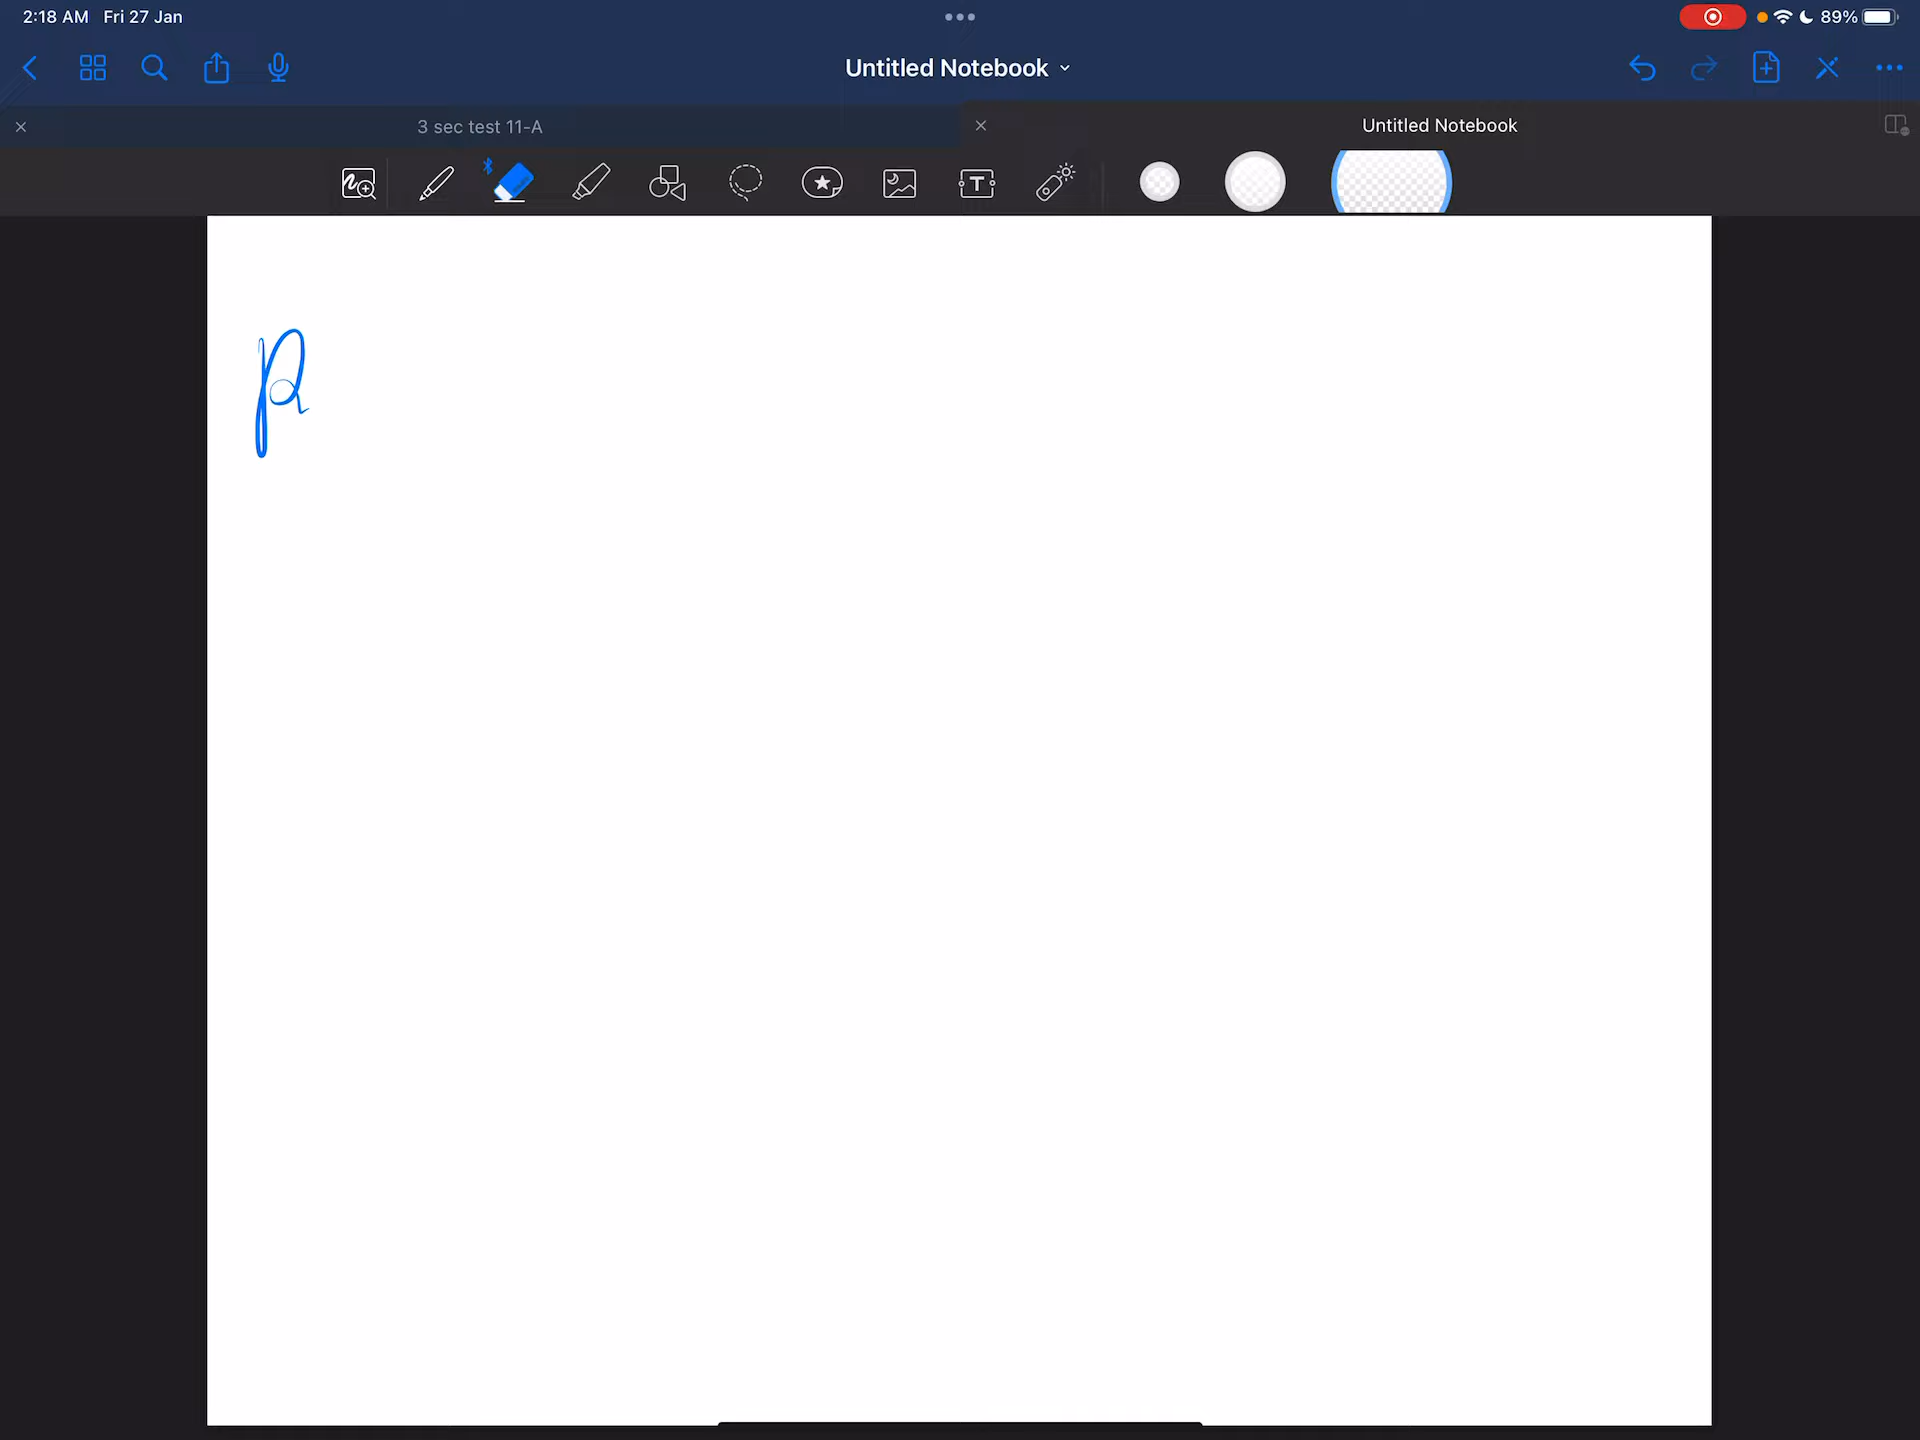 2:18 AM Fri 27 Jan
89%
Untitled Notebook
3 sec test 11-A
Untitled Notebook
T